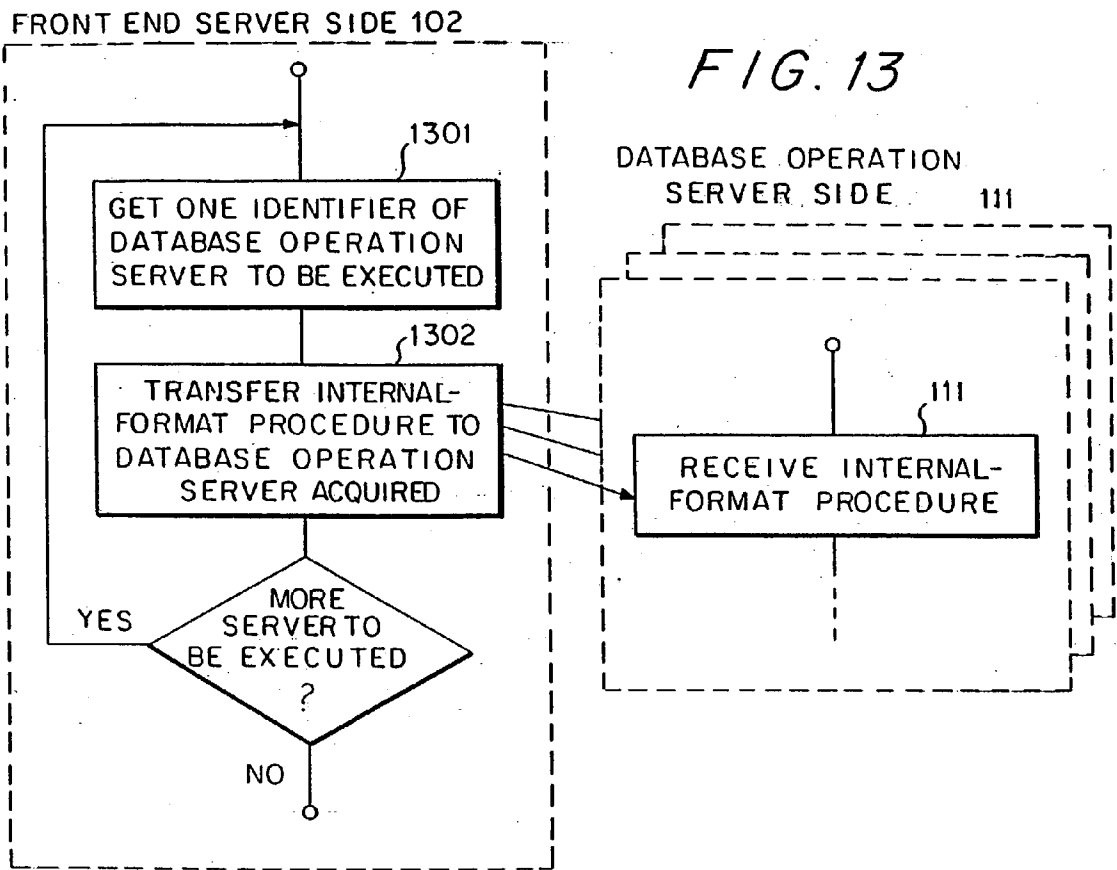 FRONT END SERVER SIDE 102
FIG. 13
1301
GET ONE IDENTIFIER OF
DATABASE OPERATION
SERVER TO BE EXECUTED
1302
TRANSFER INTERNAL-
FORMAT PROCEDURE TO
DATABASE OPERATION
SERVER ACQUIRED
YES
MORE
SERVER TO
BE EXECUTED
?
NO
DATABASE OPERATION
SERVER SIDE 111
111
RECEIVE INTERNAL-
FORMAT PROCEDURE